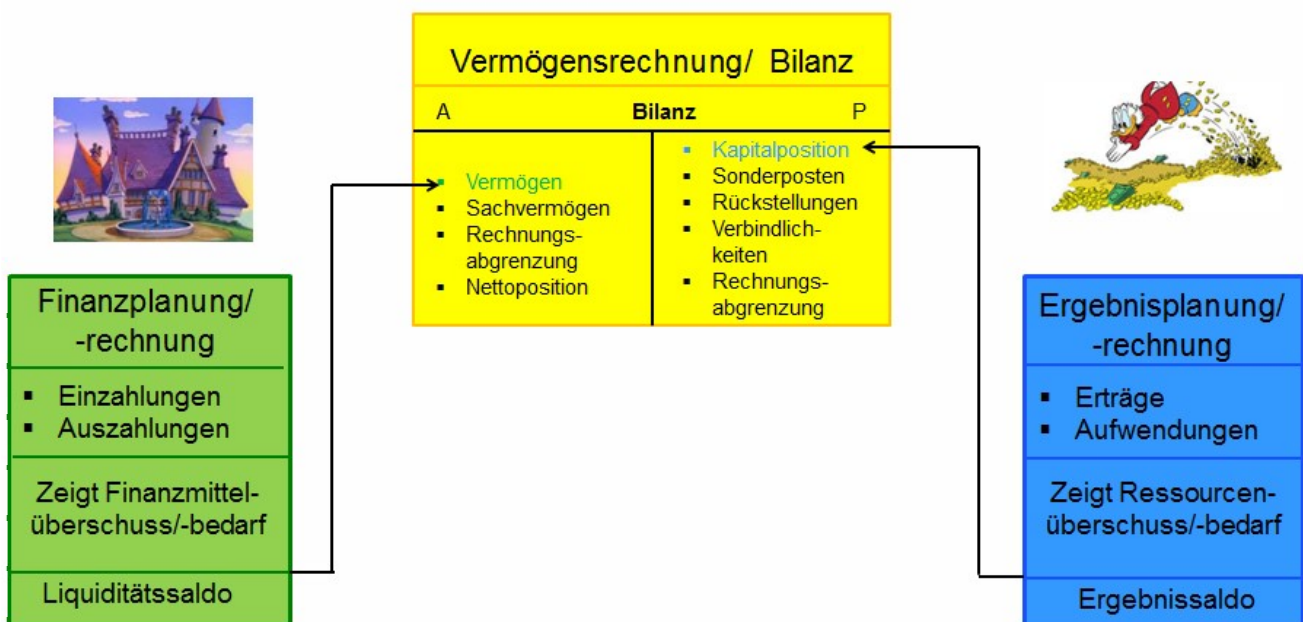 Vermögensrechnung/ Bilanz
A Bilanz P
▪ Vermögen
▪ Sachvermögen
▪ Rechnungs-
abgrenzung
▪ Nettoposition
▪ Kapitalposition
▪ Sonderposten
▪ Rückstellungen
▪ Verbindlich-
keiten
▪ Rechnungs-
abgrenzung
Finanzplanung/
-rechnung
▪ Einzahlungen
▪ Auszahlungen
Zeigt Finanzmittel-
überschuss/-bedarf
Liquiditätssaldo
Ergebnisplanung/
-rechnung
▪ Erträge
▪ Aufwendungen
Zeigt Ressourcen-
überschuss/-bedarf
Ergebnissaldo